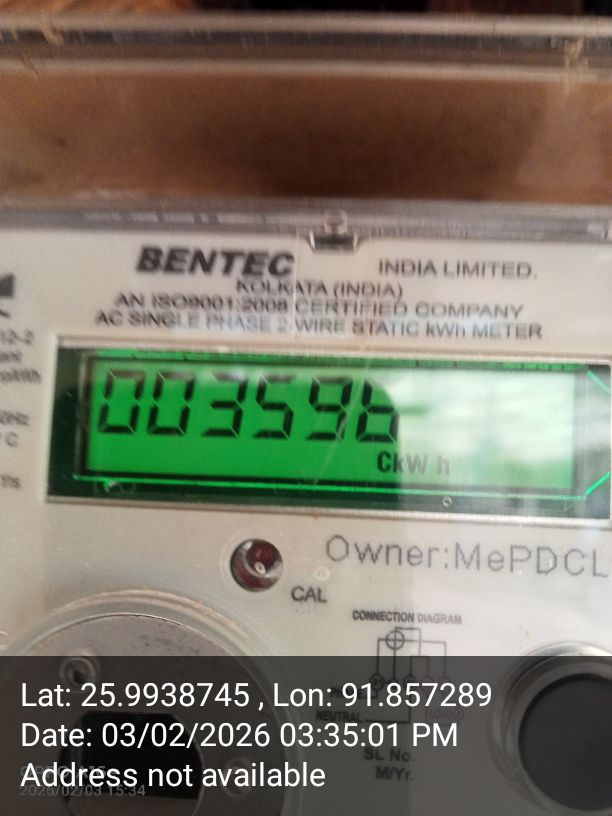 BENTEC INDIA LIMITED.
KOLKATA (INDIA)
AN ISO9001:2008 CERTIFIED COMPANY
AC SINGLE PHASE 2-WIRE STATIC kWh METER
003596
CkW h
Owner:MePDCL
CAL
CONNECTION DIAGRAM
NEUTRAL
SL No.
M/Yr.
Lat: 25.9938745 , Lon: 91.857289
Date: 03/02/2026 03:35:01 PM
Address not available
2026/02/03 15:34